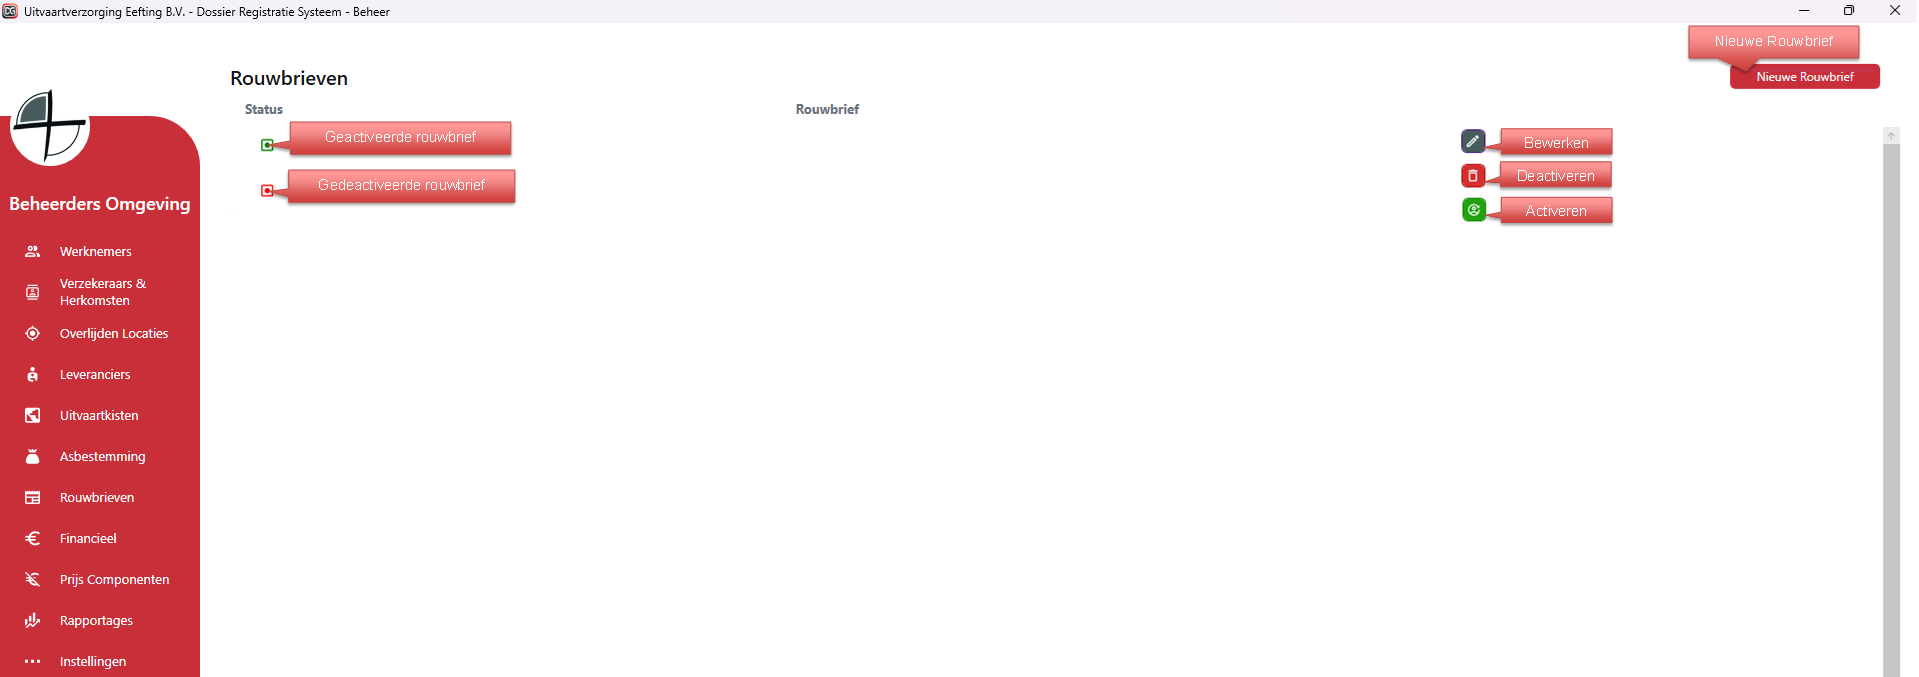 Uitvaartverzorging Eefting B.V. - Dossier Registratie Systeem - Beheer
Nieuwe Rouwbrief
Nieuwe Rouwbrief
Rouwbrieven
Status
Rouwbrief
Geactiveerde rouwbrief
Gedeactiveerde rouwbrief
Bewerken
Deactiveren
Activeren
Beheerders Omgeving
Werknemers
Verzekeraars &
Herkomsten
Overlijden Locaties
Leveranciers
Uitvaartkisten
Asbestemming
Rouwbrieven
Financieel
Prijs Componenten
Rapportages
Instellingen